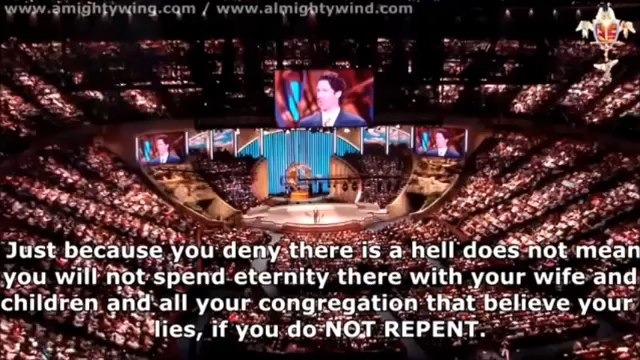 www.amightywing.com / www.almightywind.com
Just because you deny there is a hell does not mean
you will not spend eternity there with your wife and
children and all your congregation that believe your
lies, if you do NOT REPENT.